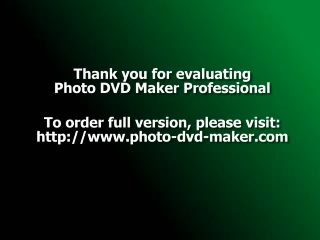 Thank you for evaluating
Photo DVD Maker Professional
To order full version, please visit:
http://www.photo-dvd-maker.com